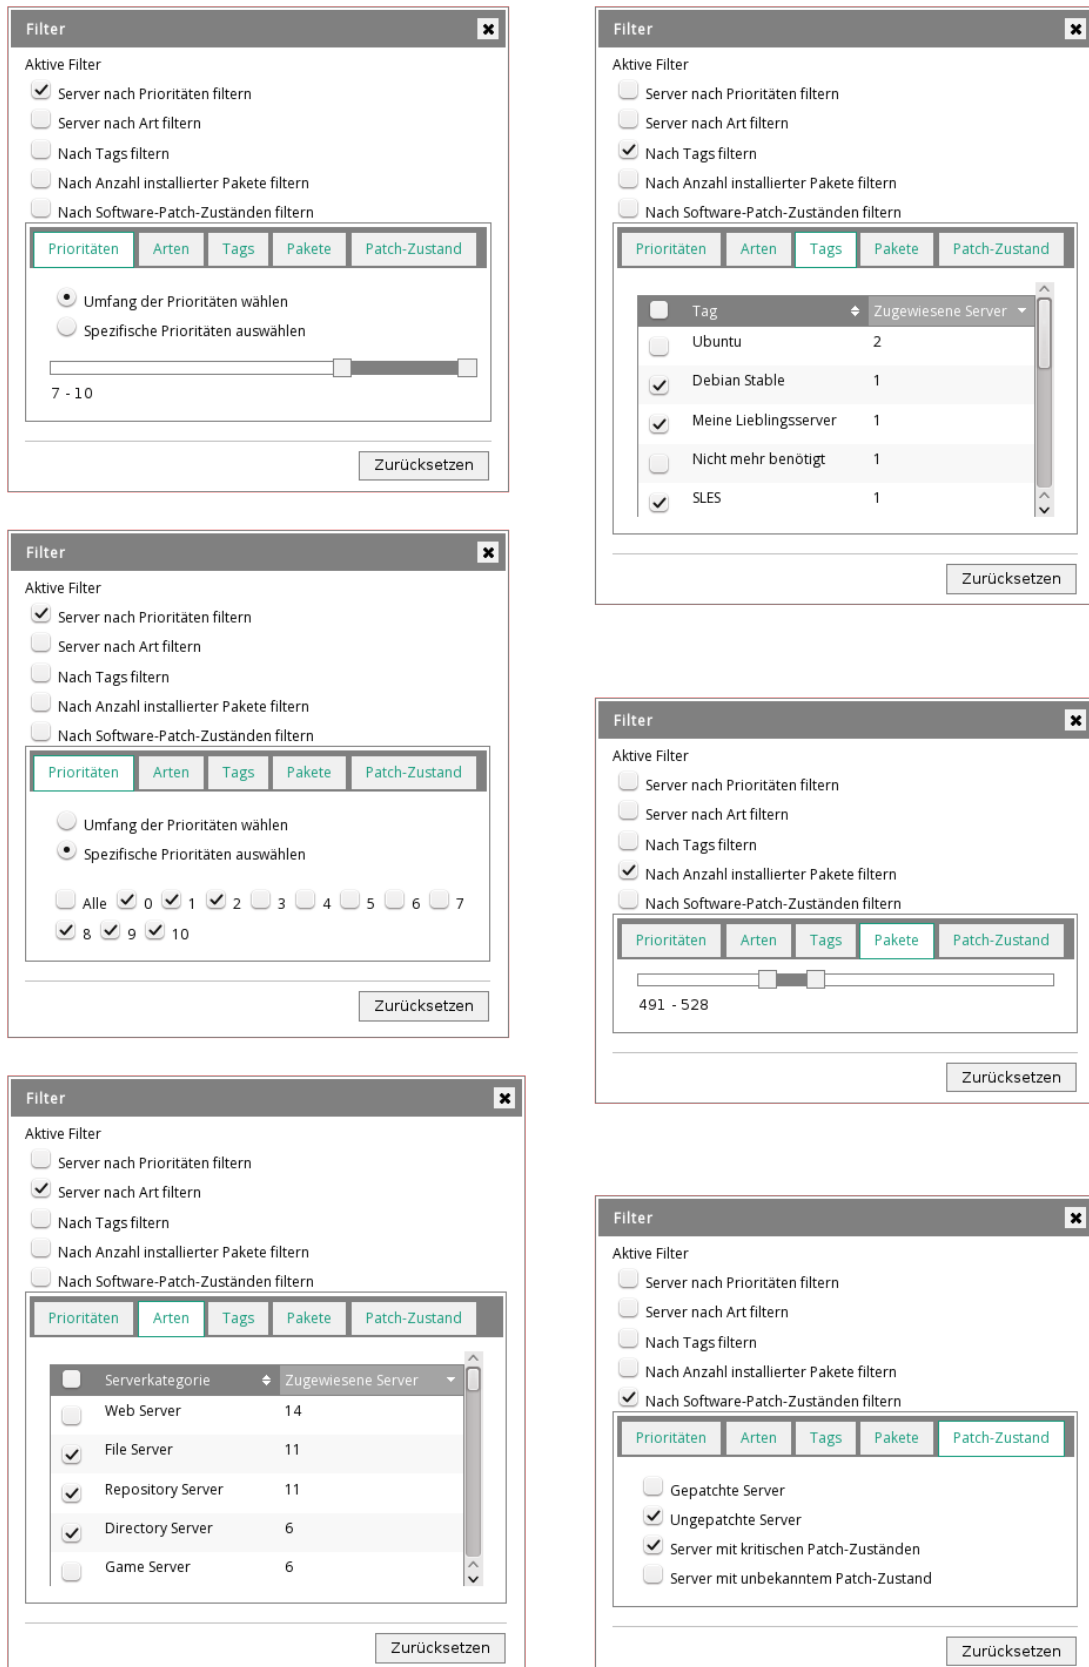 Filter
Aktive Filter
Server nach Prioritäten filtern
Server nach Art filtern
Nach Tags filtern
Nach Anzahl installierter Pakete filtern
Nach Software-Patch-Zuständen filtern
Prioritäten Arten Tags Pakete Patch-Zustand
Umfang der Prioritäten wählen
Spezifische Prioritäten auswählen
7 - 10
Zurücksetzen
Filter
Aktive Filter
Server nach Prioritäten filtern
Server nach Art filtern
Nach Tags filtern
Nach Anzahl installierter Pakete filtern
Nach Software-Patch-Zuständen filtern
Prioritäten Arten Tags Pakete Patch-Zustand
Umfang der Prioritäten wählen
Spezifische Prioritäten auswählen
Alle 0 1 2 3 4 5 6 7
8 9 10
Zurücksetzen
Filter
Aktive Filter
Server nach Prioritäten filtern
Server nach Art filtern
Nach Tags filtern
Nach Anzahl installierter Pakete filtern
Nach Software-Patch-Zuständen filtern
Prioritäten Arten Tags Pakete Patch-Zustand
Serverkategorie Zugewiesene Server
Web Server 14
File Server 11
Repository Server 11
Directory Server 6
Game Server 6
Zurücksetzen
Filter
Aktive Filter
Server nach Prioritäten filtern
Server nach Art filtern
Nach Tags filtern
Nach Anzahl installierter Pakete filtern
Nach Software-Patch-Zuständen filtern
Prioritäten Arten Tags Pakete Patch-Zustand
Tag Zugewiesene Server
Ubuntu 2
Debian Stable 1
Meine Lieblingsserver 1
Nicht mehr benötigt 1
SLES 1
Zurücksetzen
Filter
Aktive Filter
Server nach Prioritäten filtern
Server nach Art filtern
Nach Tags filtern
Nach Anzahl installierter Pakete filtern
Nach Software-Patch-Zuständen filtern
Prioritäten Arten Tags Pakete Patch-Zustand
491 - 528
Zurücksetzen
Filter
Aktive Filter
Server nach Prioritäten filtern
Server nach Art filtern
Nach Tags filtern
Nach Anzahl installierter Pakete filtern
Nach Software-Patch-Zuständen filtern
Prioritäten Arten Tags Pakete Patch-Zustand
Gepatchte Server
Ungepatchte Server
Server mit kritischen Patch-Zuständen
Server mit unbekanntem Patch-Zustand
Zurücksetzen